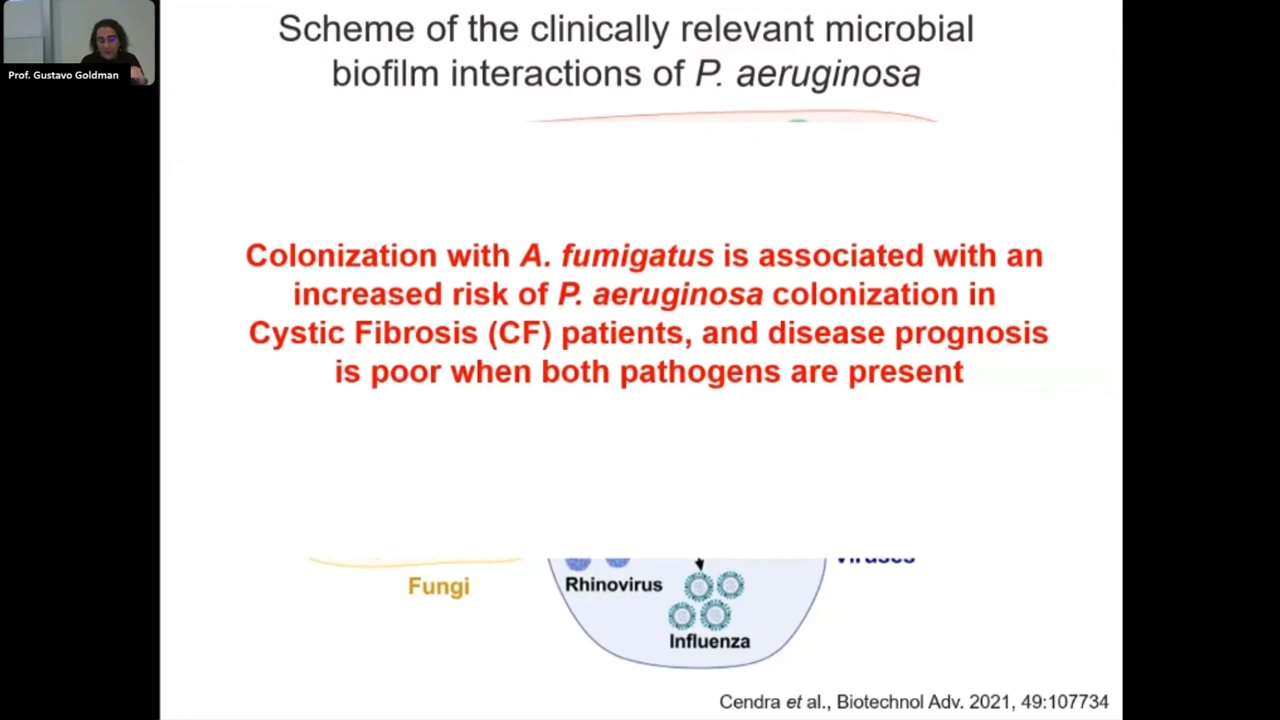 Prof. Gustavo Goldman
Scheme of the clinically relevant microbial
biofilm interactions of P. aeruginosa
Colonization with A. fumigatus is associated with an
increased risk of P. aeruginosa colonization in
Cystic Fibrosis (CF) patients, and disease prognosis
is poor when both pathogens are present
Viruses
Fungi
Rhinovirus
Influenza
Cendra et al., Biotechnol Adv. 2021, 49:107734